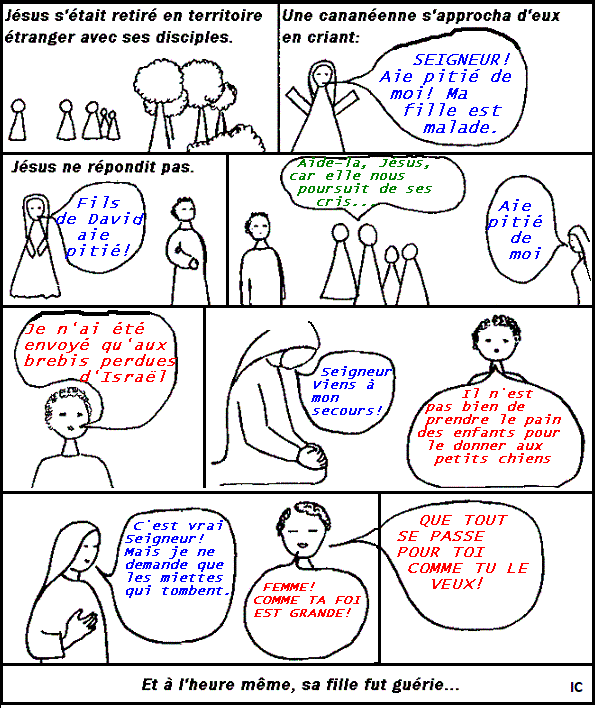 Jésus s'était retiré en territoire
étranger avec ses disciples.
Une cananéenne s'approcha d'eux
en criant:
SEIGNEUR!
Aie pitié de
moi! Ma
fille est
malade.
Jésus ne répondit pas.
Fils
de David
aie
pitié!
Aide-la, Jésus,
car elle nous
poursuit de ses
cris...
Aie
pitié
de
moi
Je n'ai été
envoyé qu'aux
brebis perdues
d'Israël
Seigneur
viens à
mon
secours!
Il n'est
pas bien de
prendre le pain
des enfants pour
le donner aux
petits chiens
C'est vrai
Seigneur!
Mais je ne
demande que
les miettes
qui tombent.
FEMME!
COMME TA FOI
EST GRANDE!
QUE TOUT
SE PASSE
POUR TOI
COMME TU LE
VEUX!
Et à l'heure même, sa fille fut guérie...
IC